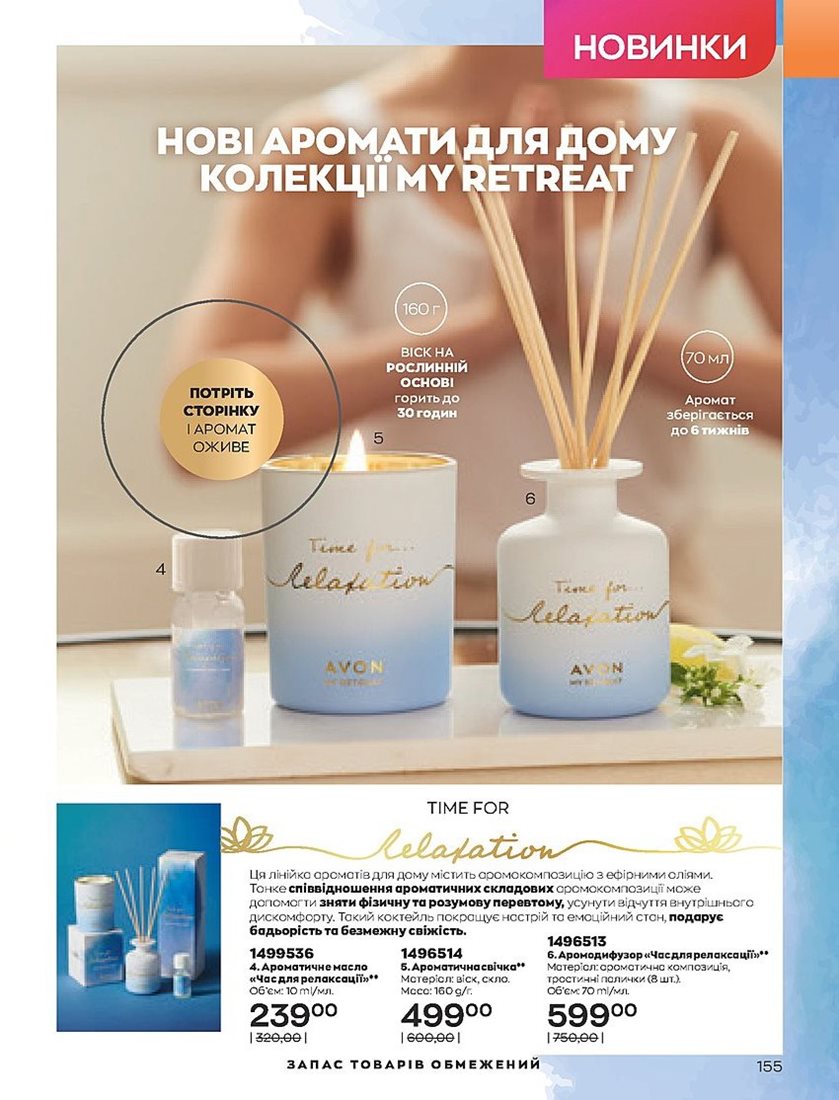 НОВИНКИ
НОВІ АРОМАТИ ДЛЯ ДОМУ
КОЛЕКЦІЇ MY RETREAT
160 г
ВІСК НА
РОСЛИННІЙ
ОСНОВІ
горить до
30 годин
70 мл
Аромат
зберігається
до 6 тижнів
ПОТРІТЬ
СТОРІНКУ
І АРОМАТ
ОЖИВЕ
5
6
4
Time for...
Relaxation
AVON
MY RETREAT
Time for...
Relaxation
AVON
MY RETREAT
TIME FOR
Relaxation
Ця лінійка ароматів для дому містить аромокомпозицію з ефірними оліями.
Тонке співвідношення ароматичних складових аромокомпозиції може
допомогти зняти фізичну та розумову перевтому, усунути відчуття внутрішнього
дискомфорту. Такий коктейль покращує настрій та емоційний стан, подарує
бадьорість та безмежну свіжість.
1499536
4. Ароматичне масло
«Час для релаксації»**
Об'єм: 10 ml/мл.
239⁰⁰
| 320,00 |
1496514
5. Ароматична свічка**
Матеріал: віск, скло.
Маса: 160 g/г.
499⁰⁰
| 600,00 |
1496513
6. Аромодифузор «Час для релаксації»**
Матеріал: ароматична композиція,
тростинні палички (8 шт.).
Об'єм: 70 ml/мл.
599⁰⁰
| 750,00 |
ЗАПАС ТОВАРІВ ОБМЕЖЕНИЙ
155